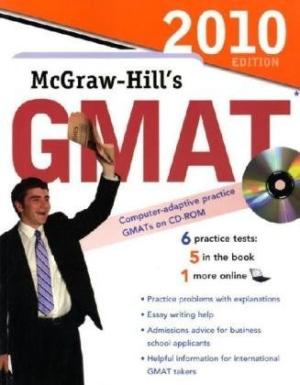 2010
EDITION
McGraw-Hill's
GMAT
Computer-adaptive practice
GMATs on CD-ROM
6 practice tests:
5 in the book
1 more online
• Practice problems with explanations
• Essay writing help
• Admissions advice for business
school applicants
• Helpful information for international
GMAT takers